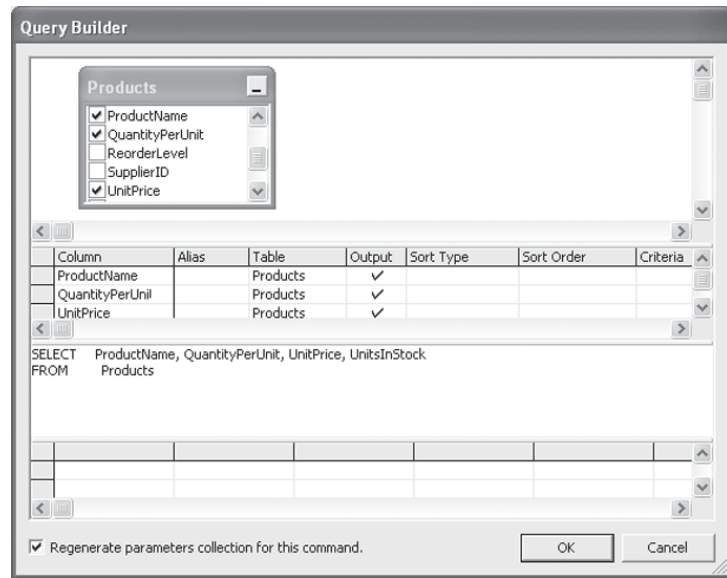 Query Builder
Products
ProductName
QuantityPerUnit
ReorderLevel
SupplierID
UnitPrice
Column Alias Table Output Sort Type Sort Order Criteria
ProductName Products
QuantityPerUnit Products
UnitPrice Products
SELECT ProductName, QuantityPerUnit, UnitPrice, UnitsInStock
FROM Products
Regenerate parameters collection for this command.
OK Cancel